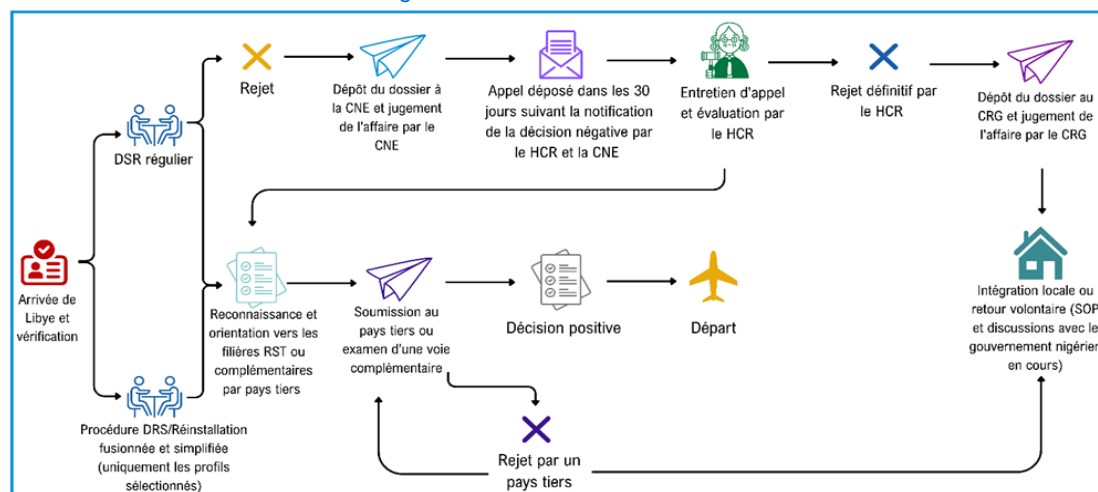 Rejet
Dépôt du dossier à
la CNE et jugement
de l'affaire par le
CNE
Appel déposé dans les 30
jours suivant la notification
de la décision négative par
le HCR et la CNE
Entretien d'appel
et évaluation par
le HCR
Rejet définitif par
le HCR
Dépôt du dossier au
CRG et jugement de
l'affaire par le CRG
DSR régulier
Arrivée de
Libye et
vérification
Reconnaissance et
orientation vers les
filières RST ou
complémentaires
par pays tiers
Soumission au
pays tiers ou
examen d'une voie
complémentaire
Décision positive
Départ
Intégration locale ou
retour volontaire (SOP
et discussions avec le
gouvernement nigérien
en cours)
Procédure DRS/Réinstallation
fusionnée et simplifiée
(uniquement les profils
sélectionnés)
Rejet par un
pays tiers